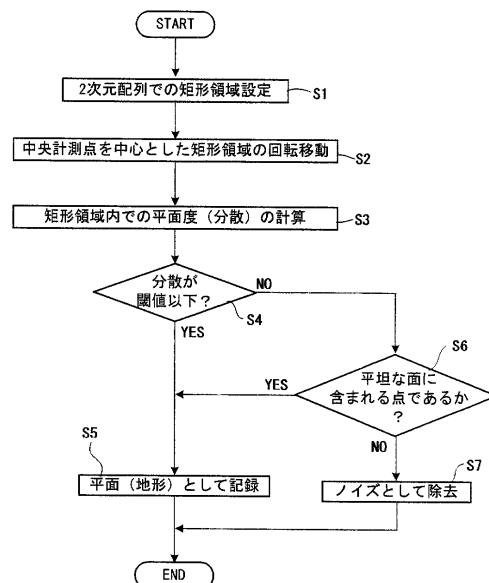 START
2次元配列での矩形領域設定
S1
中央計測点を中心とした矩形領域の回転移動
S2
矩形領域内での平面度（分散）の計算
S3
分散が
閾値以下？
NO
S4
YES
S6
平坦な面に
含まれる点であるか
？
YES
NO
S5
平面（地形）として記録
S7
ノイズとして除去
END